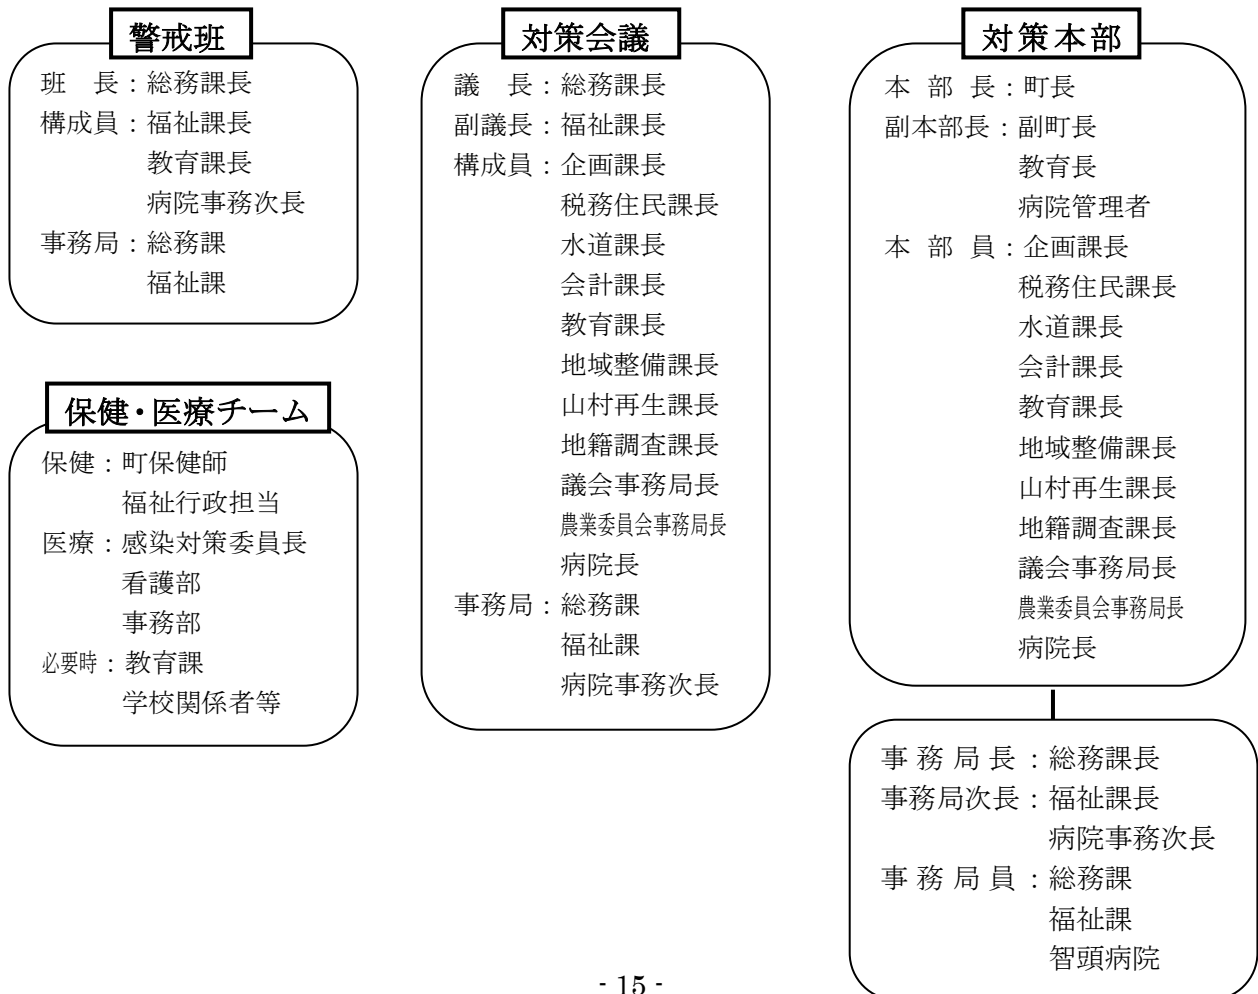 警戒班
班　長：総務課長
構成員：福祉課長
教育課長
病院事務次長
事務局：総務課
福祉課
保健・医療チーム
保健：町保健師
福祉行政担当
医療：感染対策委員長
看護部
事務部
必要時：教育課
学校関係者等
対策会議
議　長：総務課長
副議長：福祉課長
構成員：企画課長
税務住民課長
水道課長
会計課長
教育課長
地域整備課長
山村再生課長
地籍調査課長
議会事務局長
農業委員会事務局長
病院長
事務局：総務課
福祉課
病院事務次長
対策本部
本部長：町長
副本部長：副町長
教育長
病院管理者
本部員：企画課長
税務住民課長
水道課長
会計課長
教育課長
地域整備課長
山村再生課長
地籍調査課長
議会事務局長
農業委員会事務局長
病院長
事務局長：総務課長
事務局次長：福祉課長
病院事務次長
事務局員：総務課
福祉課
智頭病院
- 15 -